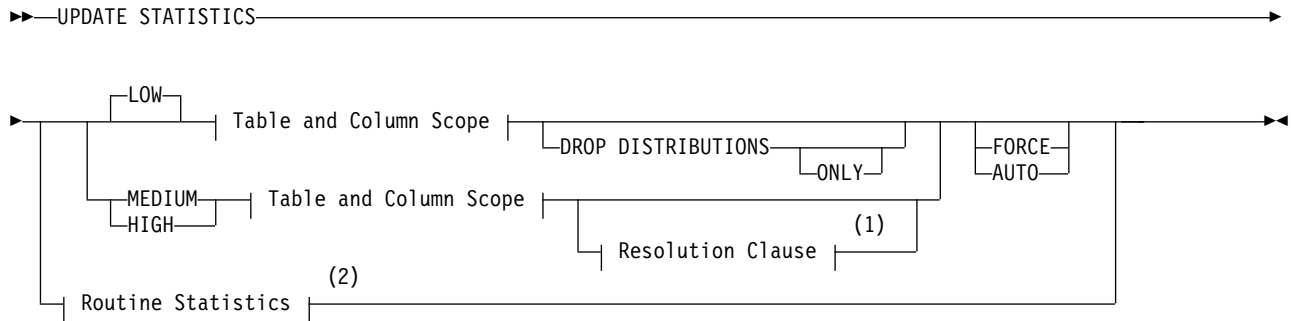 UPDATE STATISTICS
LOW
Table and Column Scope
DROP DISTRIBUTIONS
ONLY
FORCE
AUTO
MEDIUM
HIGH
Table and Column Scope
(1)
Resolution Clause
(2)
Routine Statistics